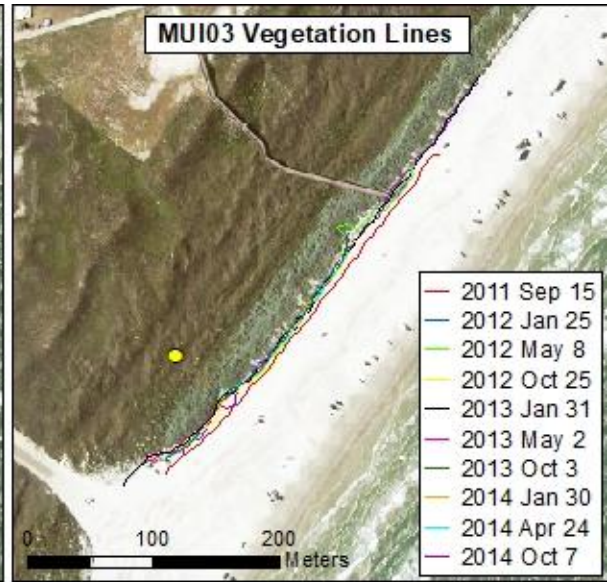 MUI03 Vegetation Lines
2011 Sep 15
2012 Jan 25
2012 May 8
2012 Oct 25
2013 Jan 31
2013 May 2
2013 Oct 3
2014 Jan 30
2014 Apr 24
2014 Oct 7
0 100 200
Meters